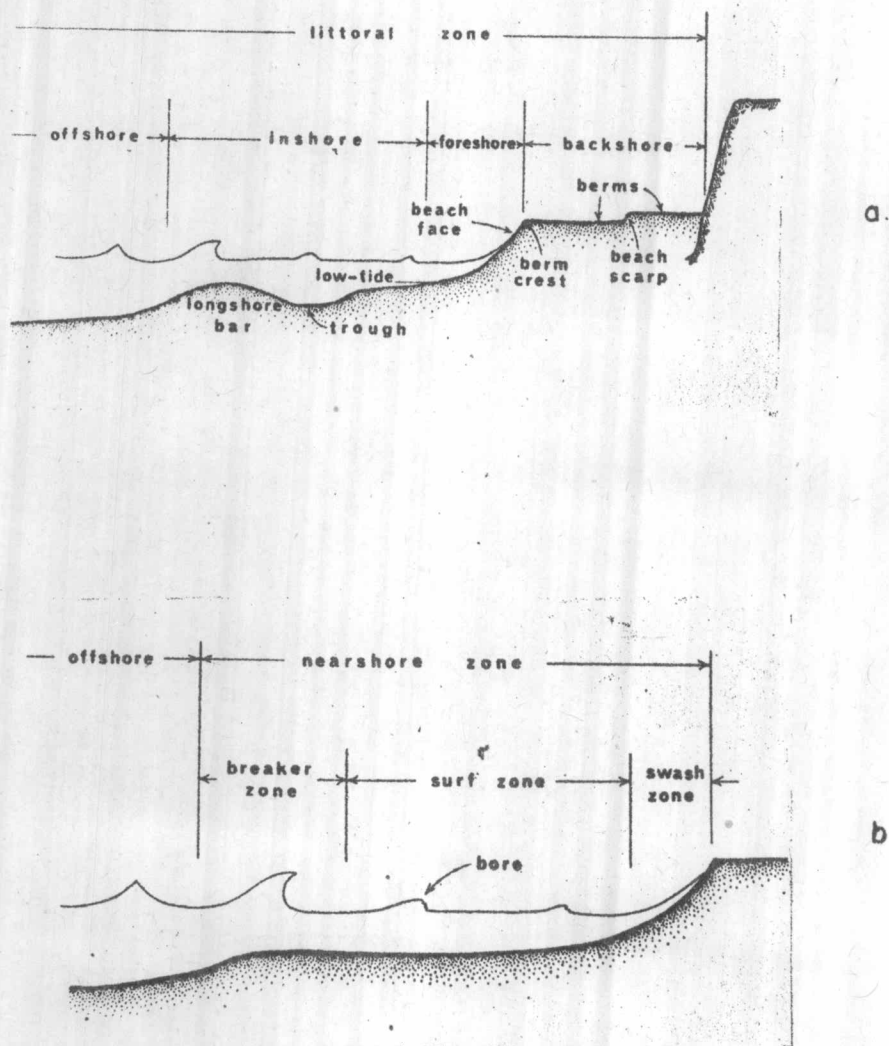 littoral zone
offshore inshore foreshore backshore
berms
beach
face
a.
berm
crest
beach
scarp
low-tide
longshore
bar
trough
offshore nearshore zone
breaker
zone
surf zone
swash
zone
b
bore